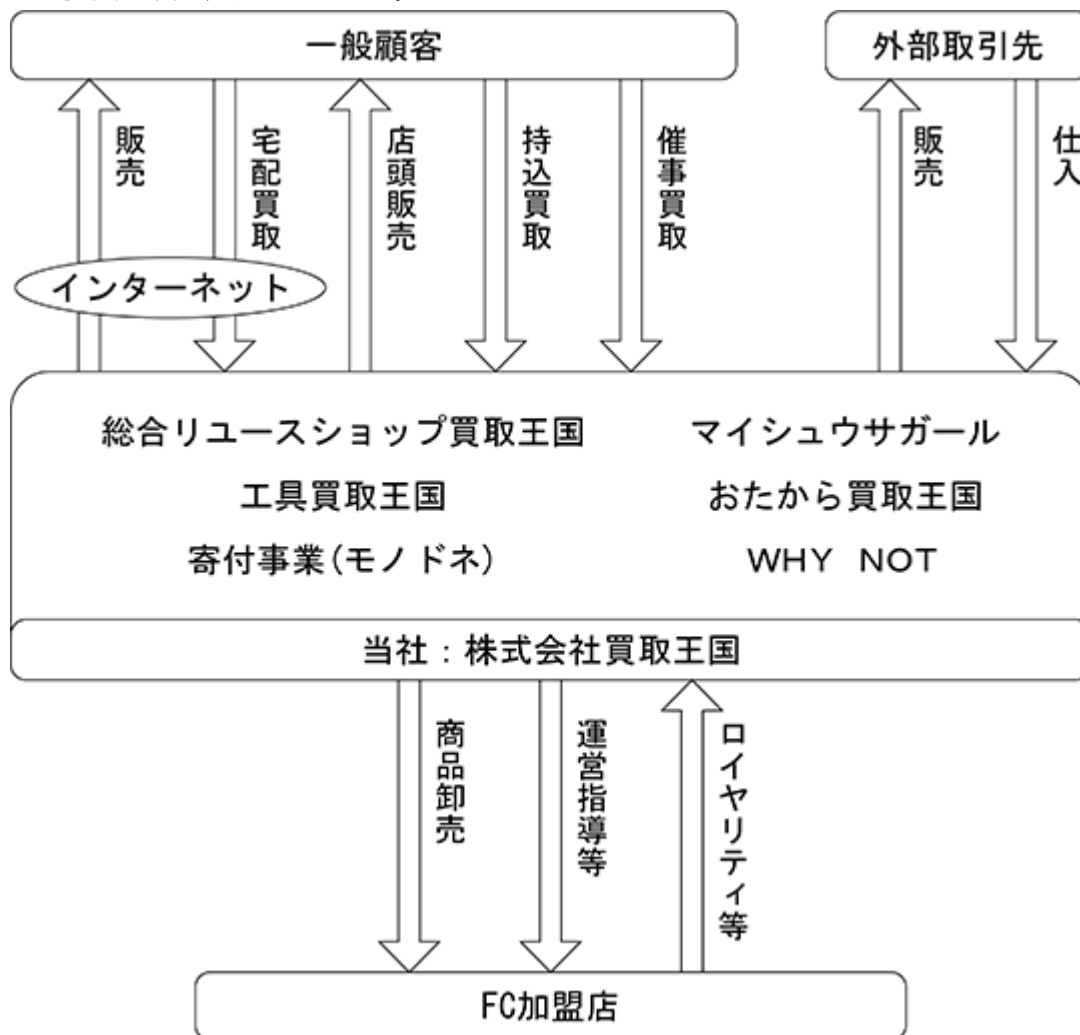 一般顧客
外部取引先
販売
宅配買取
店頭販売
持込買取
催事買取
販売
仕入
インターネット
総合リユースショップ買取王国
マイシュウサガール
工具買取王国
おたから買取王国
寄付事業(モノドネ)
WHY NOT
当社：株式会社買取王国
商品卸売
運営指導等
ロイヤリティ等
FC加盟店